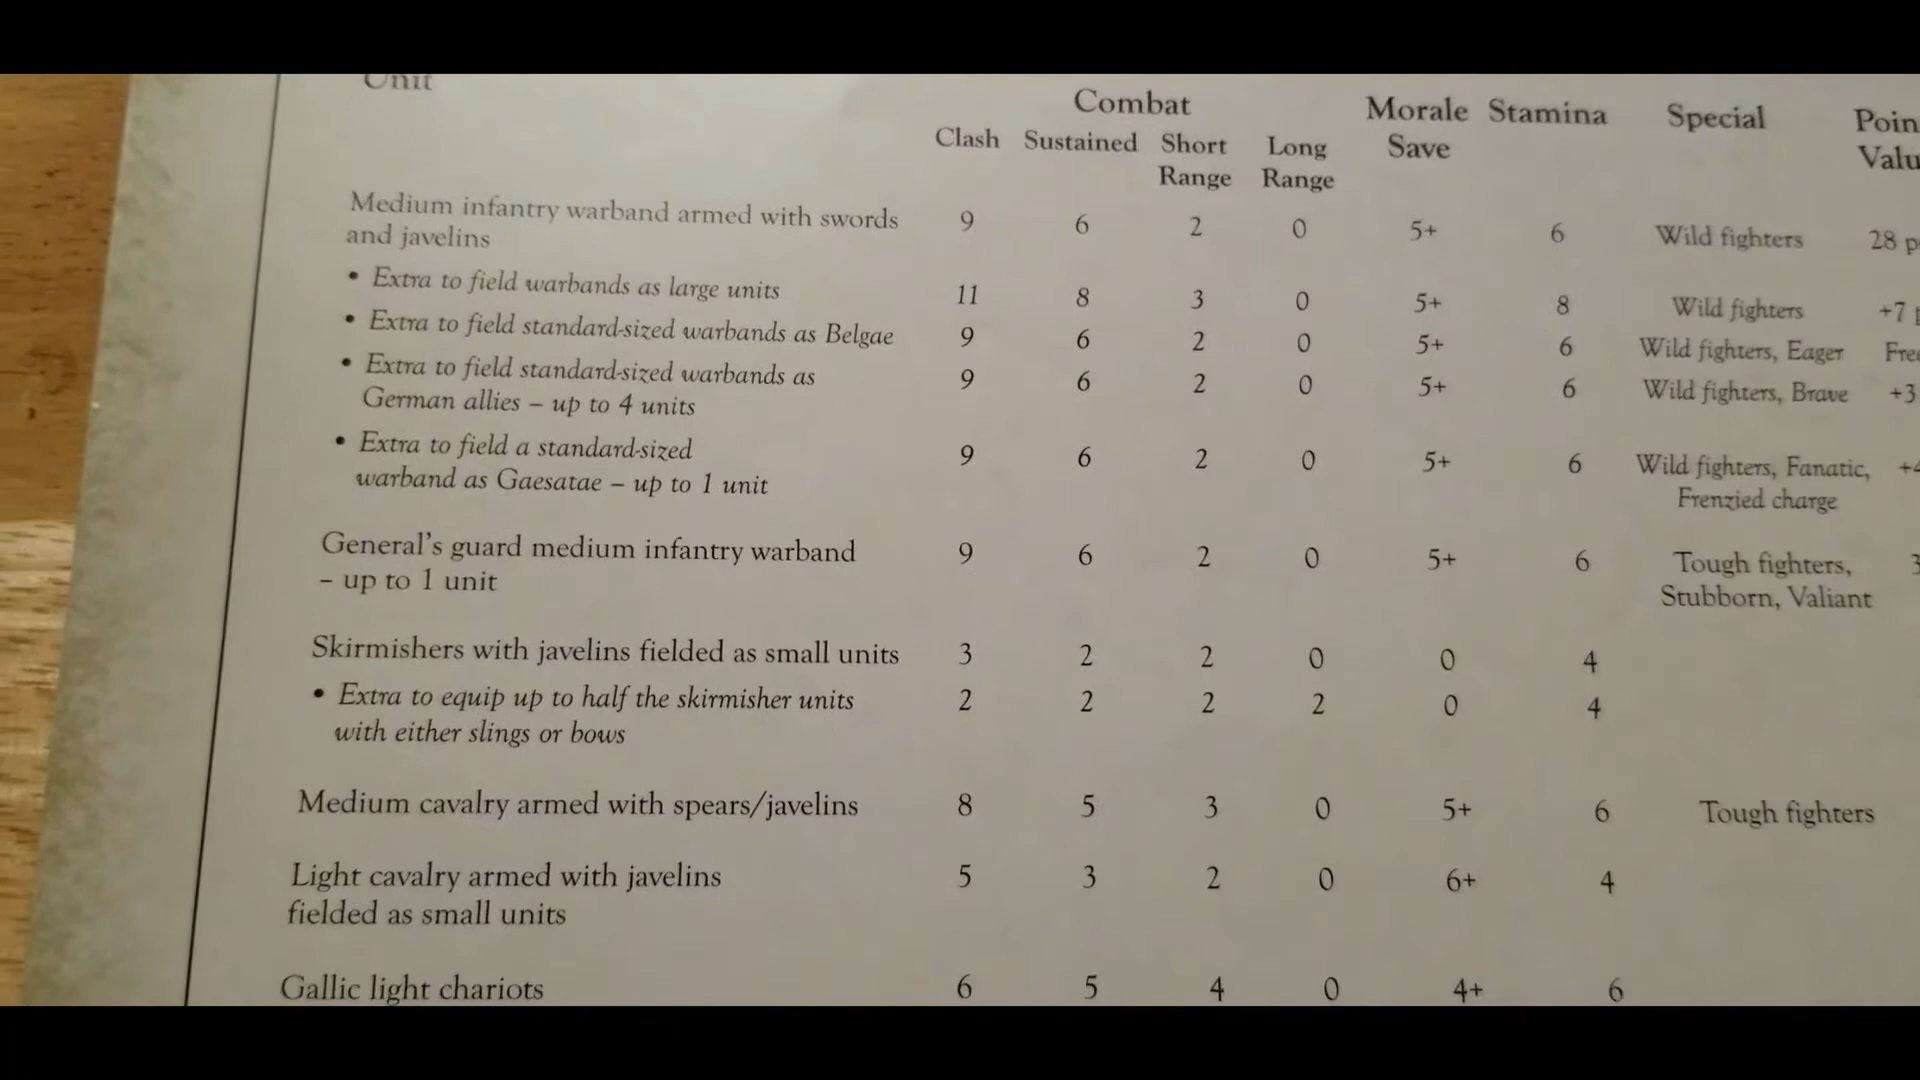 Unit
Combat
Morale Stamina Special
Clash Sustained Short Long Save
Range Range
Medium infantry warband armed with swords 9 6 2 0 5+ 6 Wild fighters 28
and javelins
• Extra to field warbands as large units 11 8 3 0 5+ 8 Wild fighters +7
• Extra to field standard-sized warbands as Belgae 9 6 2 0 5+ 6 Wild fighters, Eager
• Extra to field standard-sized warbands as 9 6 2 0 5+ 6 Wild fighters, Brave +3
German allies – up to 4 units
• Extra to field a standard-sized 9 6 2 0 5+ 6 Wild fighters, Fanatic,
warband as Gaesatae – up to 1 unit Frenzied charge
General's guard medium infantry warband 9 6 2 0 5+ 6 Tough fighters,
– up to 1 unit Stubborn, Valiant
Skirmishers with javelins fielded as small units 3 2 2 0 0 4
• Extra to equip up to half the skirmisher units 2 2 2 2 0 4
with either slings or bows
Medium cavalry armed with spears/javelins 8 5 3 0 5+ 6 Tough fighters
Light cavalry armed with javelins 5 3 2 0 6+ 4
fielded as small units
Gallic light chariots 6 5 4 0 4+ 6